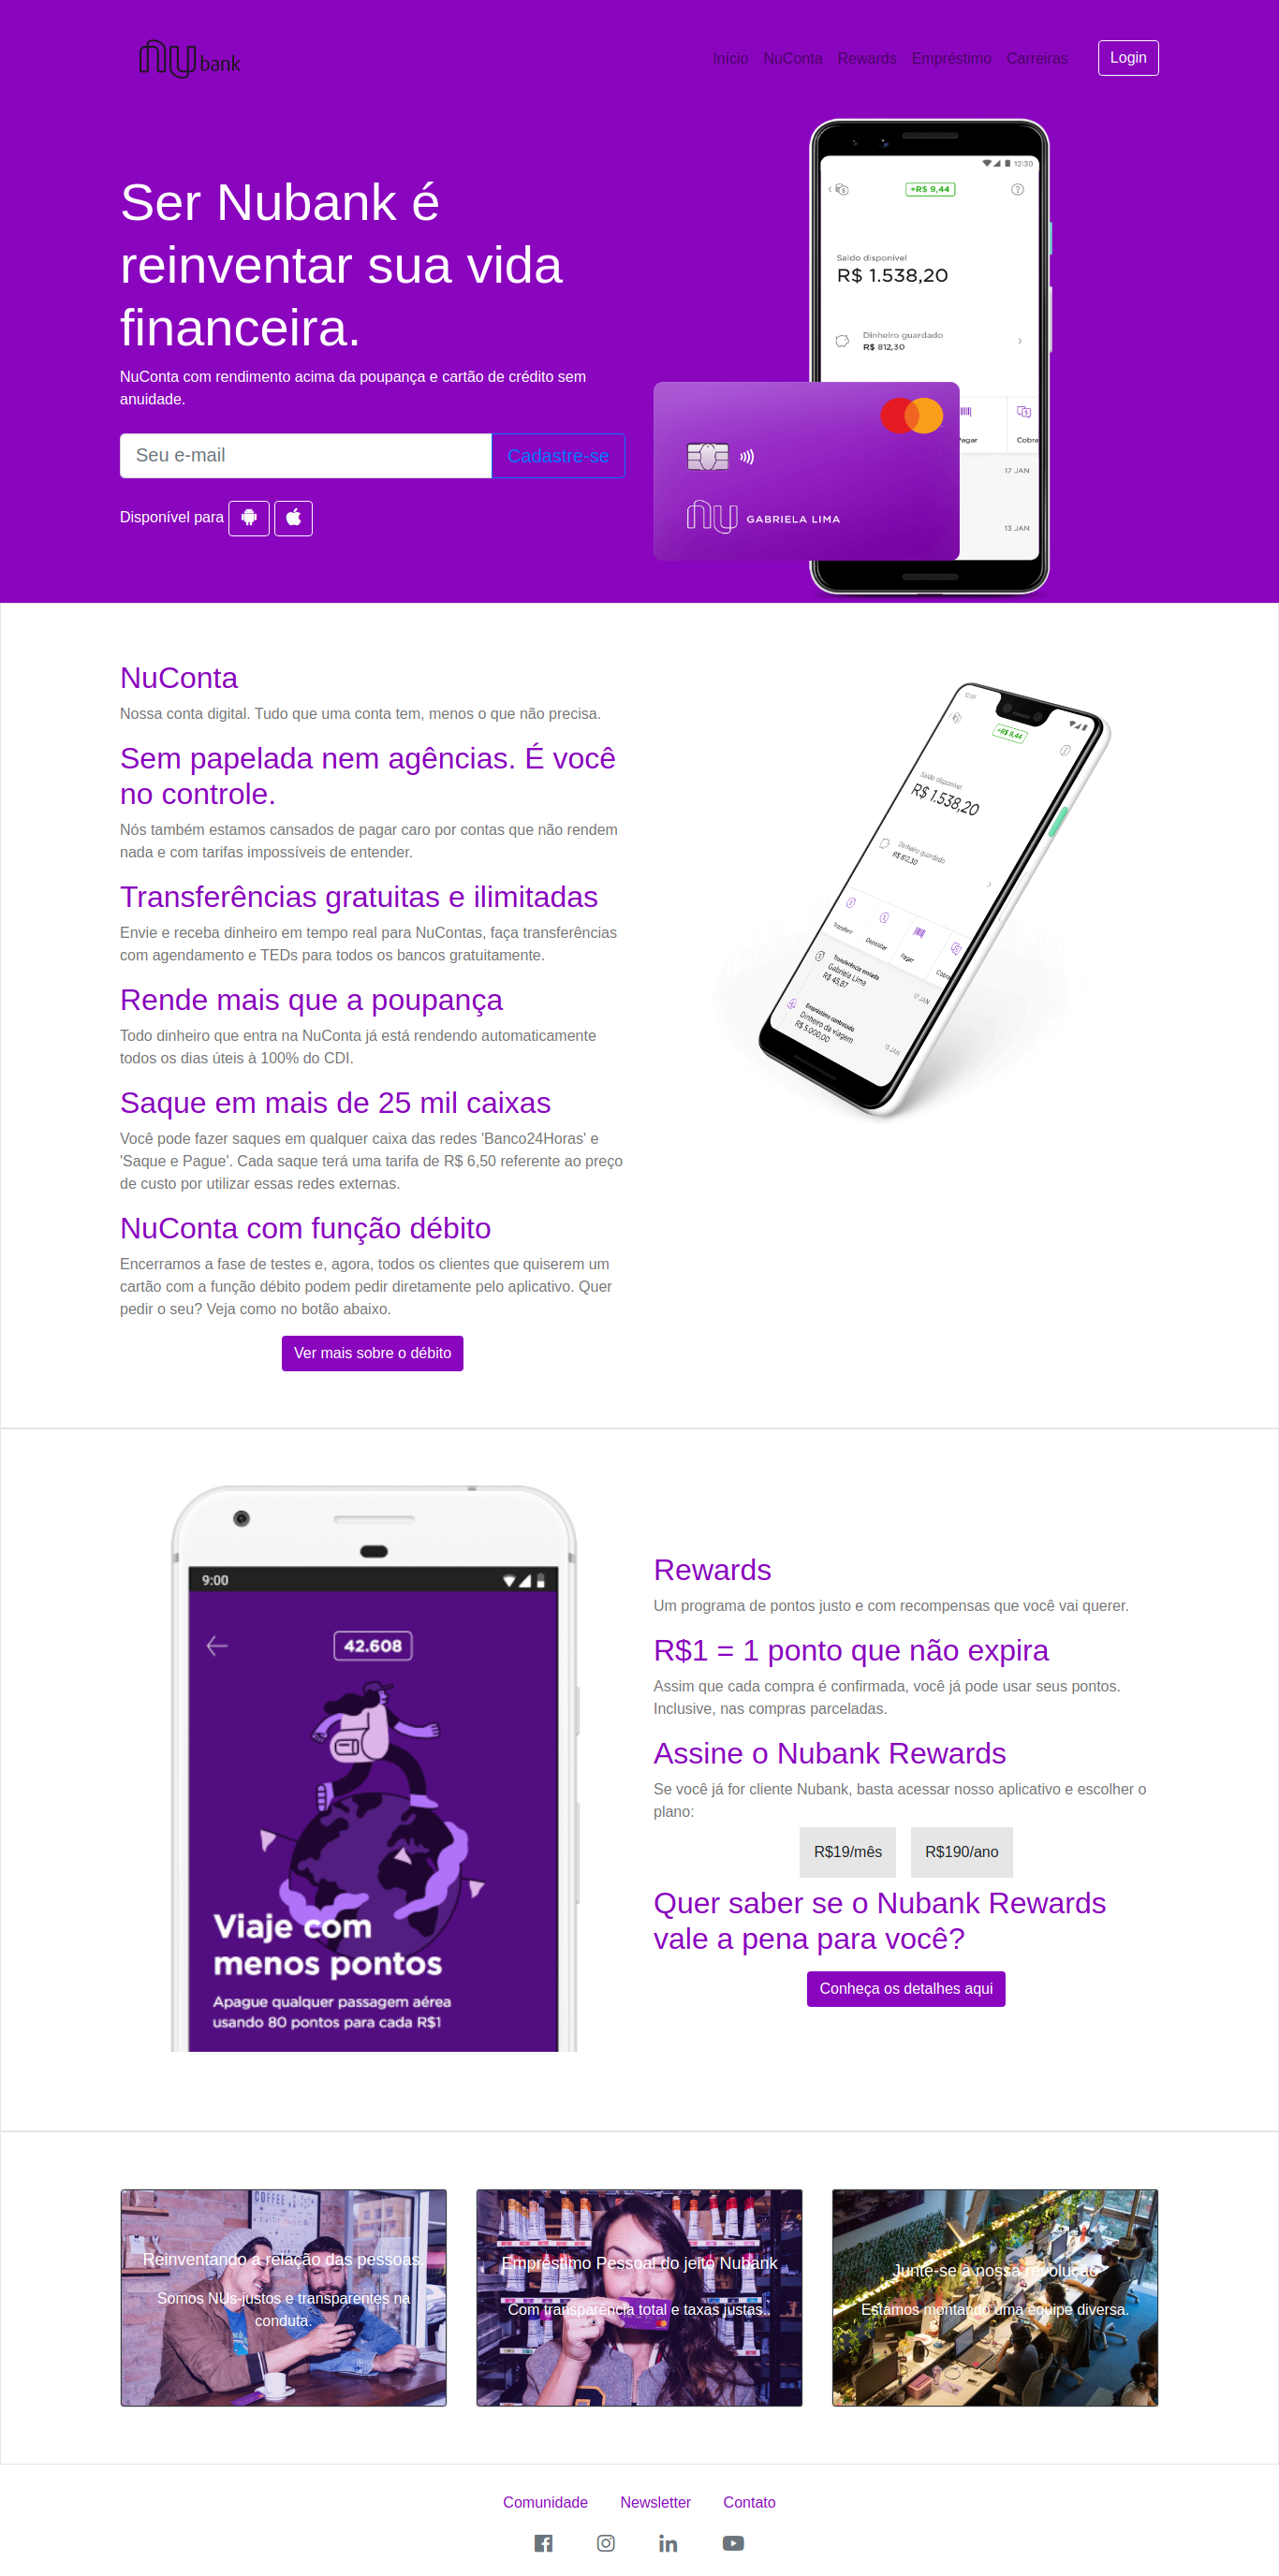 nu bank
Início NuConta Rewards Empréstimo Carreiras Login
Ser Nubank é
reinventar sua vida
financeira.
NuConta com rendimento acima da poupança e cartão de crédito sem
anuidade.
Seu e-mail Cadastre-se
Disponível para
12:30
+R$ 9,44
Saldo disponível
R$ 1.538,20
Dinheiro guardado
R$ 812,30
Pagar Cobra
17 JAN
13 JAN
nu GABRIELA LIMA
NuConta
Nossa conta digital. Tudo que uma conta tem, menos o que não precisa.
Sem papelada nem agências. É você
no controle.
Nós também estamos cansados de pagar caro por contas que não rendem
nada e com tarifas impossíveis de entender.
Transferências gratuitas e ilimitadas
Envie e receba dinheiro em tempo real para NuContas, faça transferências
com agendamento e TEDs para todos os bancos gratuitamente.
Rende mais que a poupança
Todo dinheiro que entra na NuConta já está rendendo automaticamente
todos os dias úteis à 100% do CDI.
Saque em mais de 25 mil caixas
Você pode fazer saques em qualquer caixa das redes 'Banco24Horas' e
'Saque e Pague'. Cada saque terá uma tarifa de R$ 6,50 referente ao preço
de custo por utilizar essas redes externas.
NuConta com função débito
Encerramos a fase de testes e, agora, todos os clientes que quiserem um
cartão com a função débito podem pedir diretamente pelo aplicativo. Quer
pedir o seu? Veja como no botão abaixo.
Ver mais sobre o débito
12:30
+R$ 9,44
Saldo disponível
R$ 1.538,20
Dinheiro guardado
R$ 812,30
Transferir Depositar Pagar Cobra
Transferência enviada
Gabriela Lima
R$ 45,87
17 JAN
Empréstimo contratado
Dinheiro da viagem
R$ 5.000,00
13 JAN
9:00
42.608
Viaje com
menos pontos
Apague qualquer passagem aérea
usando 80 pontos para cada R$1
Rewards
Um programa de pontos justo e com recompensas que você vai querer.
R$1 = 1 ponto que não expira
Assim que cada compra é confirmada, você já pode usar seus pontos.
Inclusive, nas compras parceladas.
Assine o Nubank Rewards
Se você já for cliente Nubank, basta acessar nosso aplicativo e escolher o
plano:
R$19/mês R$190/ano
Quer saber se o Nubank Rewards
vale a pena para você?
Conheça os detalhes aqui
COFFEE
Reinventando a relação das pessoas.
Somos NUs-justos e transparentes na
conduta.
Empréstimo Pessoal do jeito Nubank
Com transparência total e taxas justas..
Junte-se à nossa revolução
Estamos montando uma equipe diversa.
Comunidade Newsletter Contato